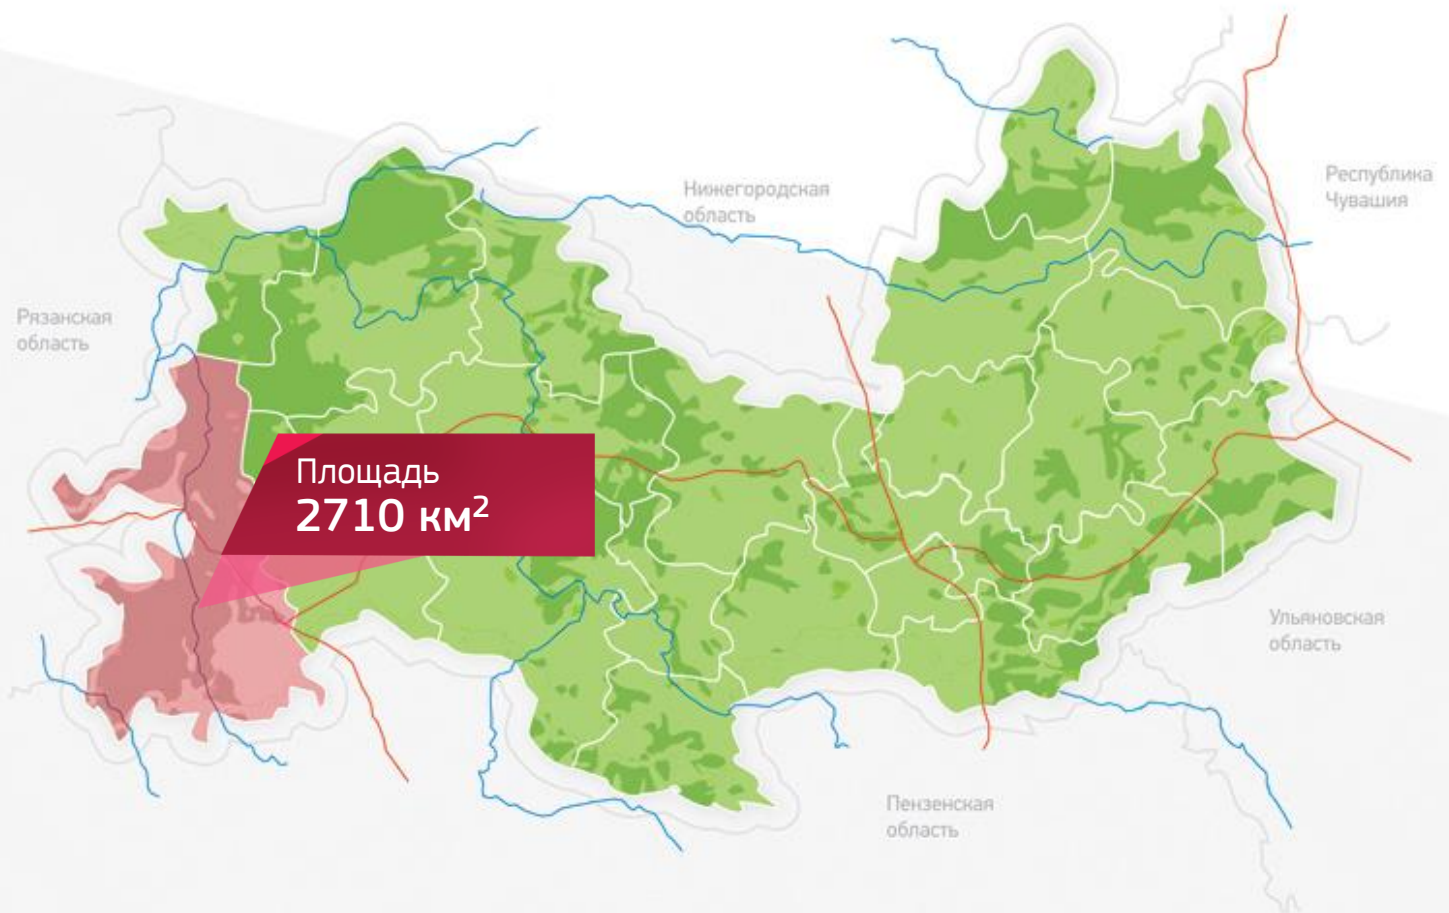 Нижегородская
область
Республика
Чувашия
Рязанская
область
Площадь
2710 км²
Ульяновская
область
Пензенская
область